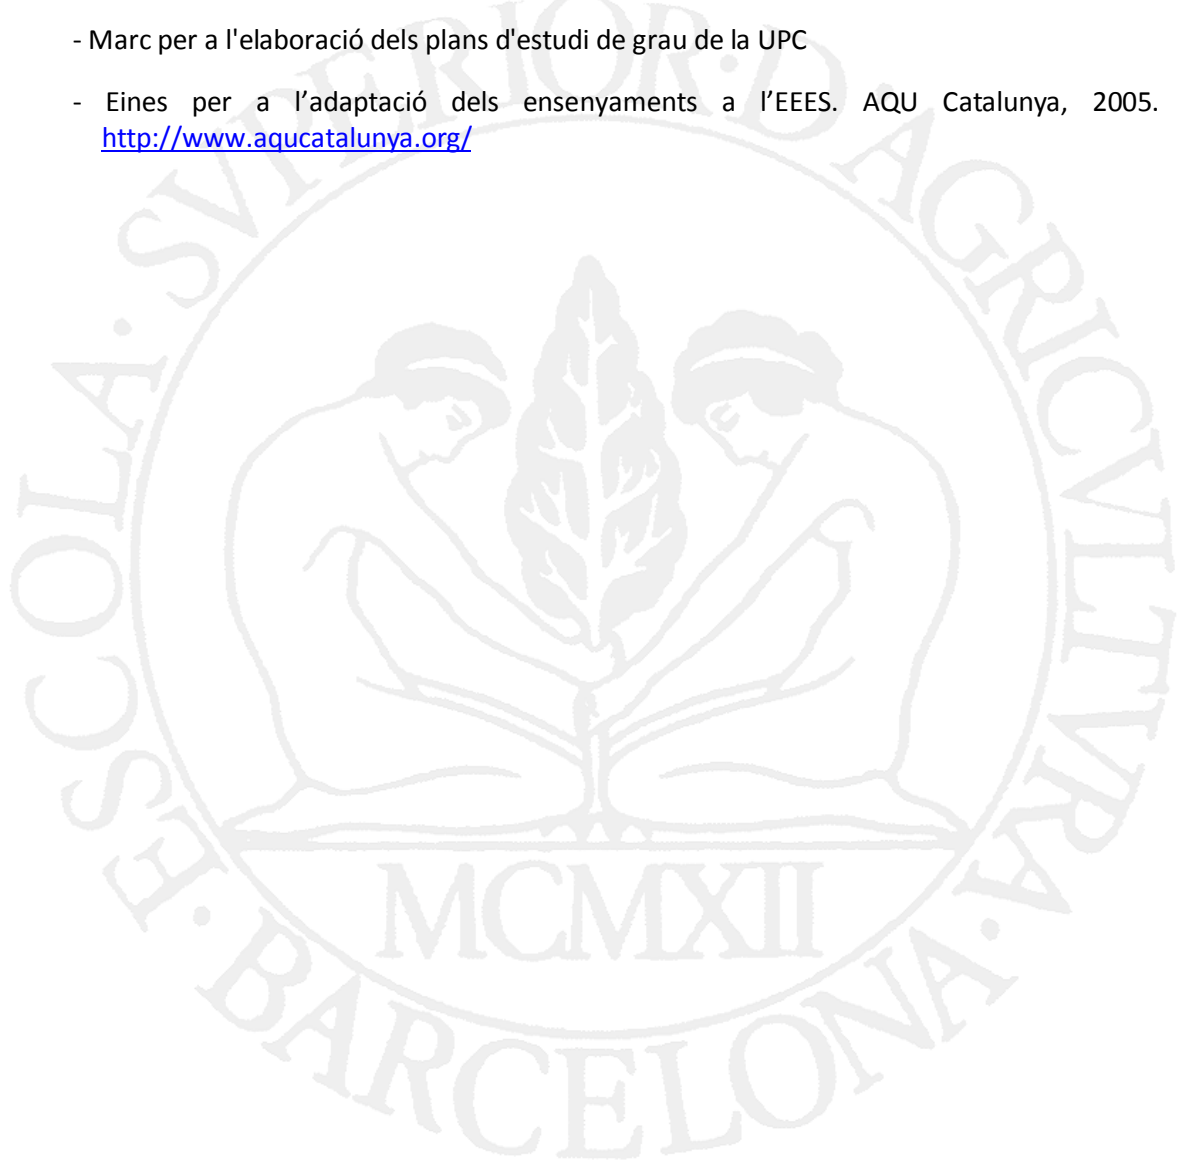 - Marc per a l'elaboració dels plans d'estudi de grau de la UPC
- Eines per a l’adaptació dels ensenyaments a l’EEES. AQU Catalunya, 2005.
http://www.aqucatalunya.org/
ESCOLA · SVPERIOR · D'AGRICVLTVRA · BARCELONA ·
MCMXII